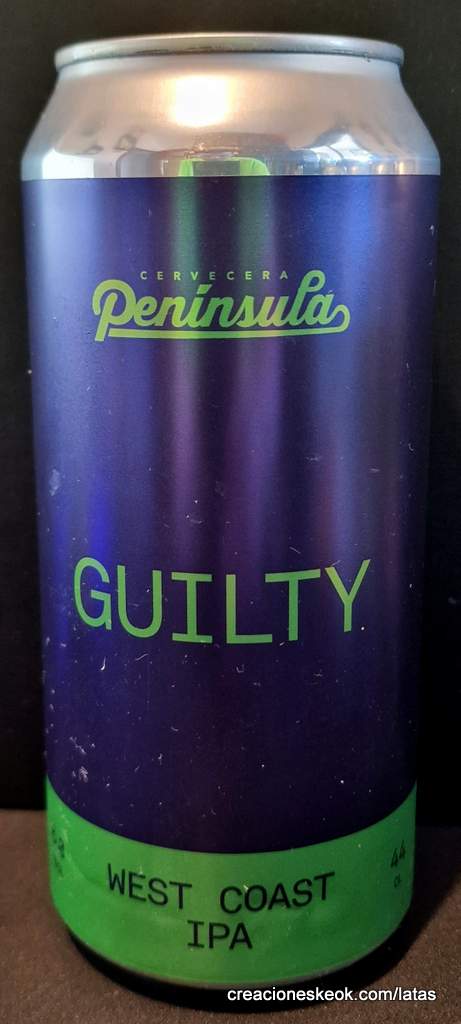 CERVECERA
Península
GUILTY
WEST COAST
IPA
44
CL
creacioneskeok.com/latas